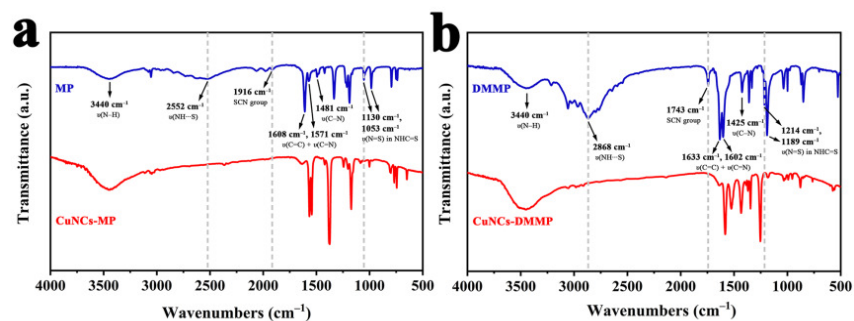 a
MP
3440 cm⁻¹
υ(N–H)
2552 cm⁻¹
υ(NH···S)
1916 cm⁻¹
SCN group
1481 cm⁻¹
υ(C–N)
1608 cm⁻¹, 1571 cm⁻¹
υ(C=C) + υ(C=N)
1130 cm⁻¹,
1053 cm⁻¹
υ(N=S) in NHC=S
CuNCs-MP
Transmittance (a.u.)
4000 3500 3000 2500 2000 1500 1000 500
Wavenumbers (cm⁻¹)
b
DMMP
3440 cm⁻¹
υ(N–H)
2868 cm⁻¹
υ(NH···S)
1743 cm⁻¹
SCN group
1425 cm⁻¹
υ(C–N)
1633 cm⁻¹, 1602 cm⁻¹
υ(C=C) + υ(C=N)
1214 cm⁻¹,
1189 cm⁻¹
υ(N=S) in NHC=S
CuNCs-DMMP
Transmittance (a.u.)
4000 3500 3000 2500 2000 1500 1000 500
Wavenumbers (cm⁻¹)